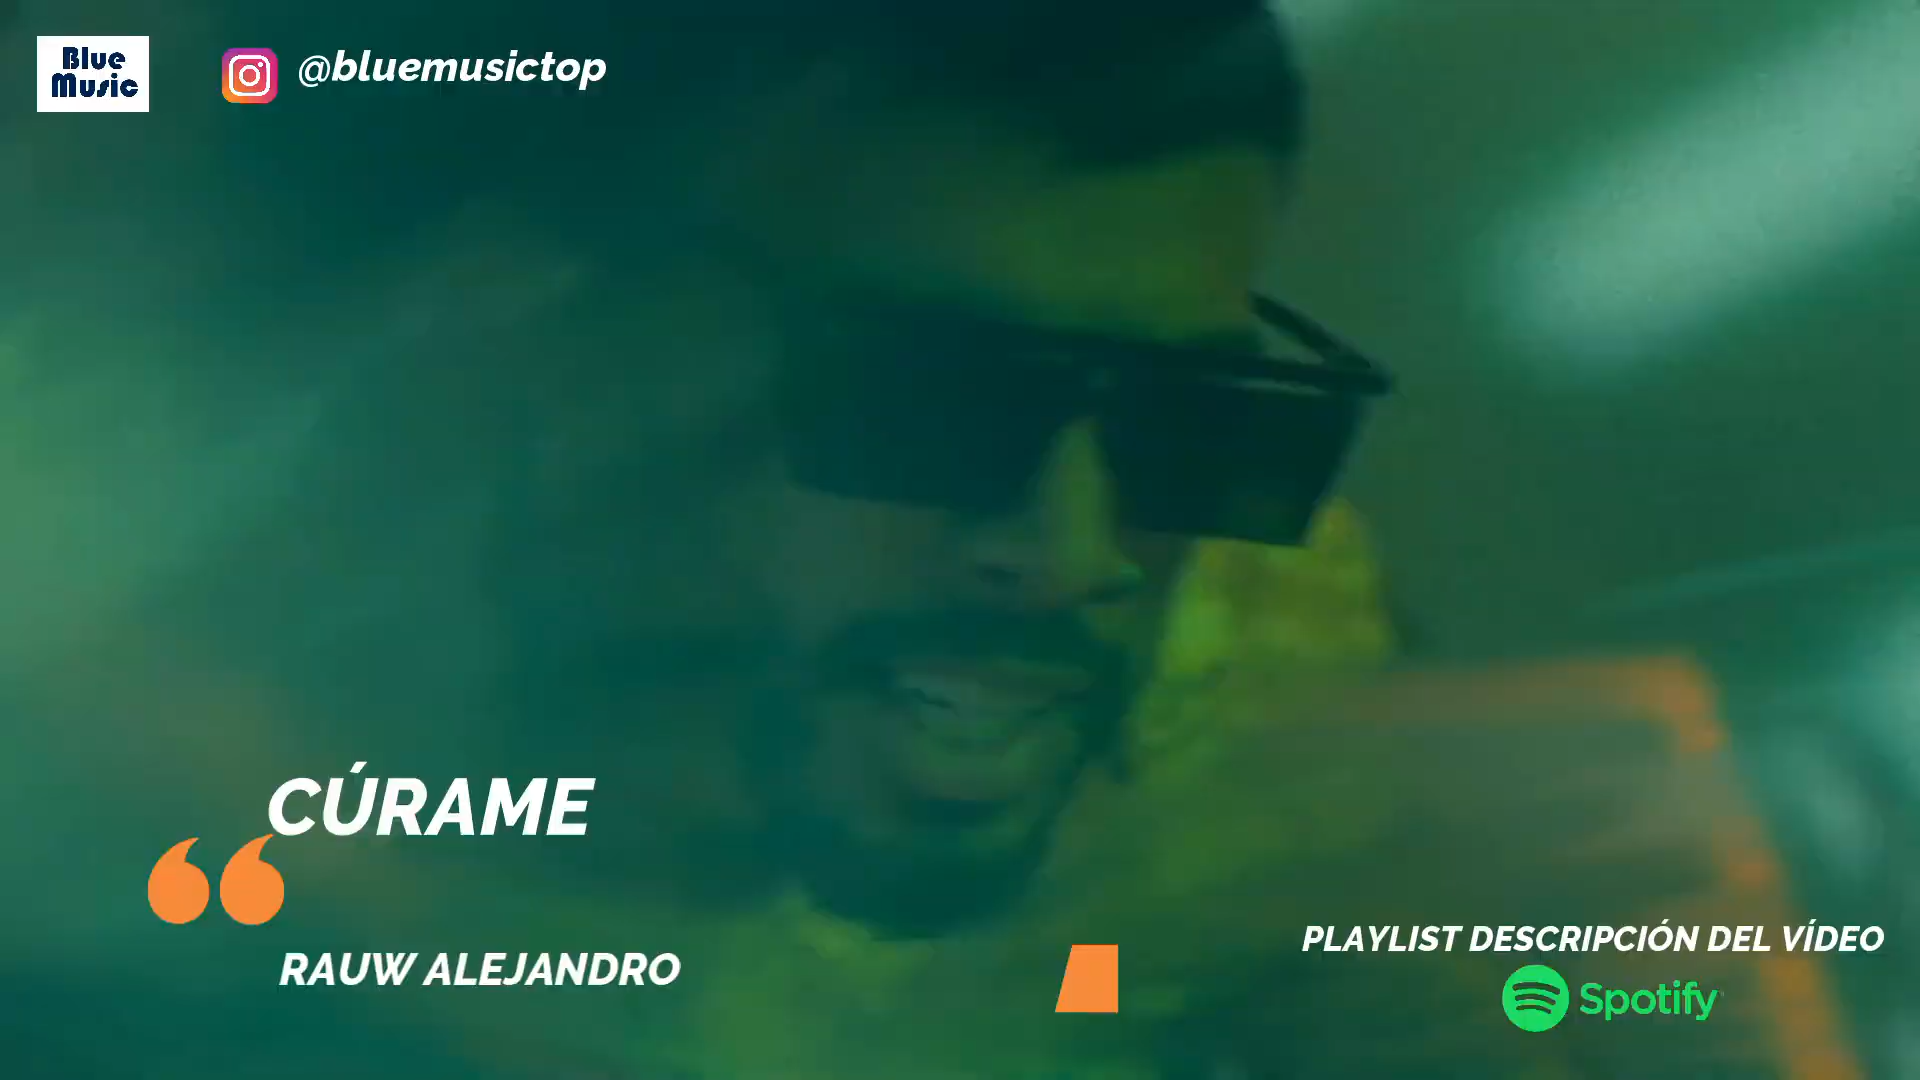 Blue
Music
@bluemusictop
CÚRAME
RAUW ALEJANDRO
PLAYLIST DESCRIPCIÓN DEL VÍDEO
Spotify